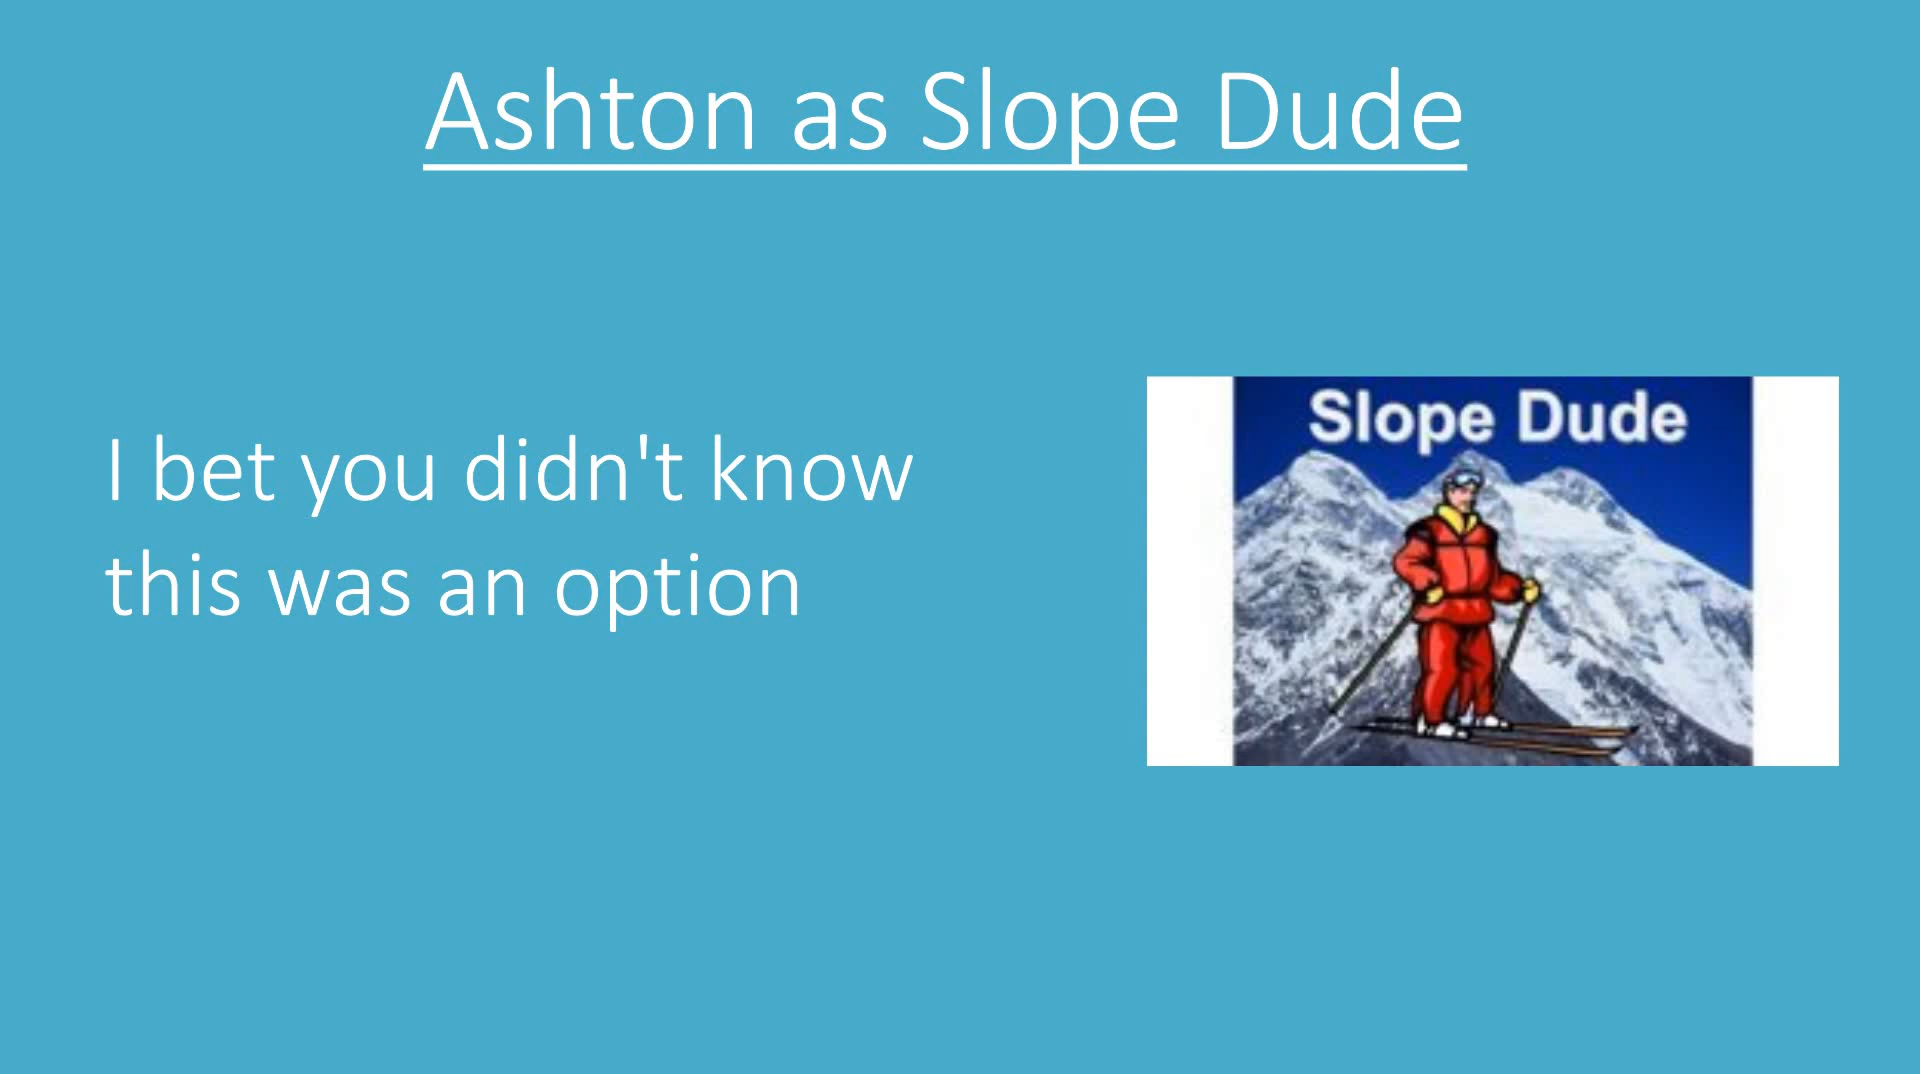 Ashton as Slope Dude
I bet you didn't know
this was an option
Slope Dude